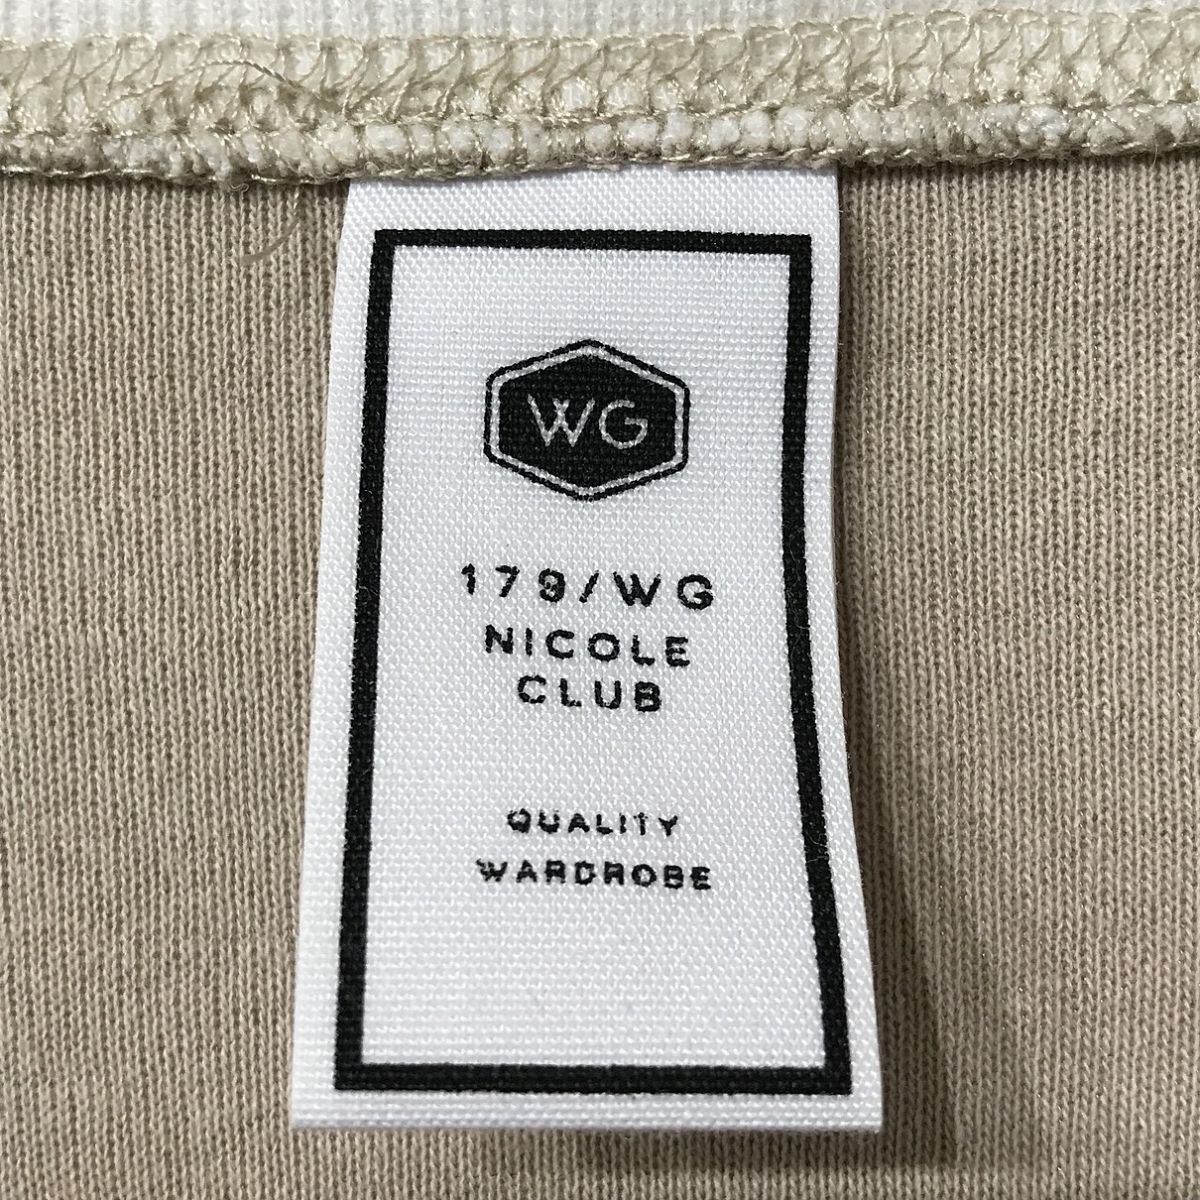 WG
179/WG
NICOLE
CLUB
QUALITY
WARDROBE